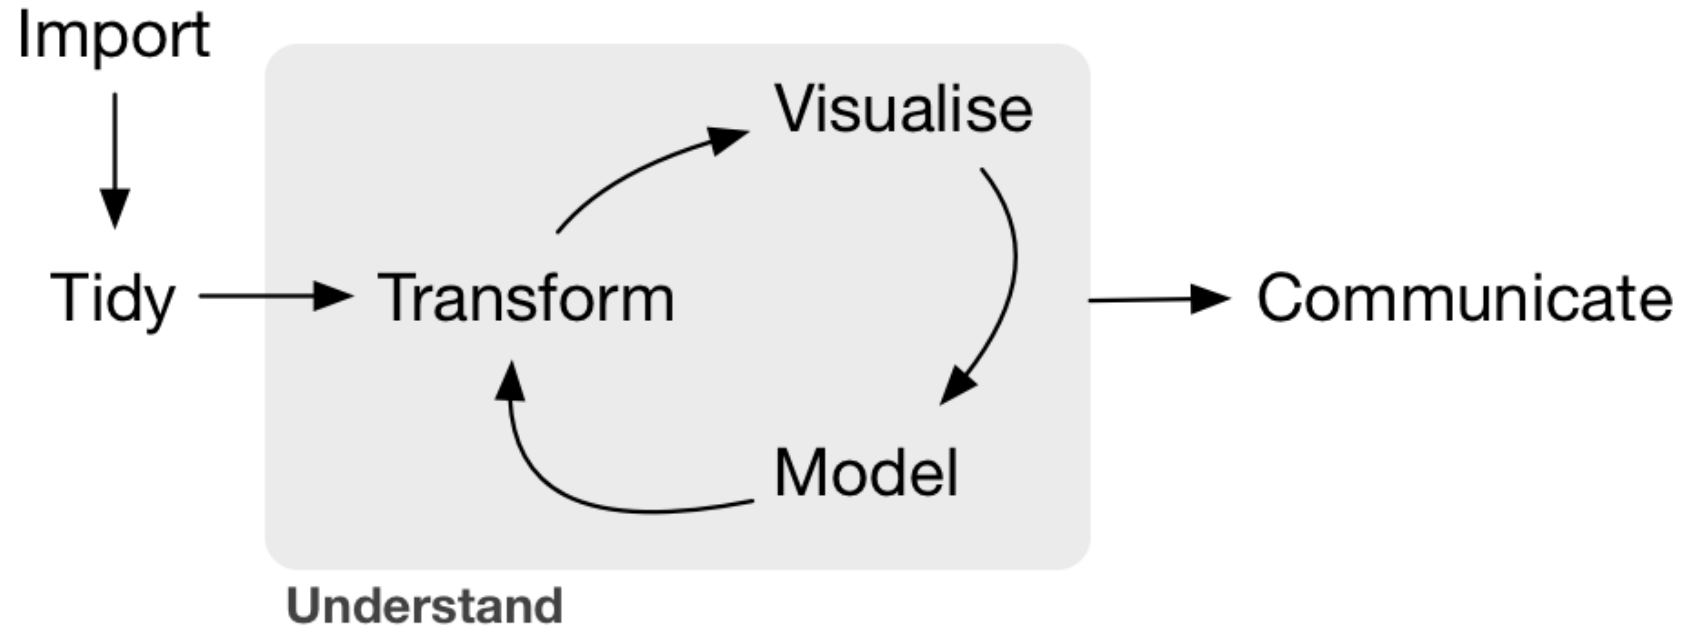 Import
Visualise
Tidy
Transform
Communicate
Model
Understand